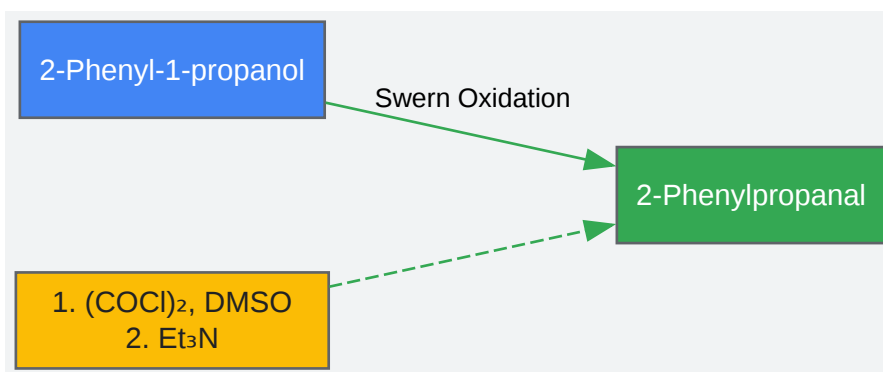 2-Phenyl-1-propanol
Swern Oxidation
2-Phenylpropanal
1. (COCl)₂, DMSO
2. Et₃N